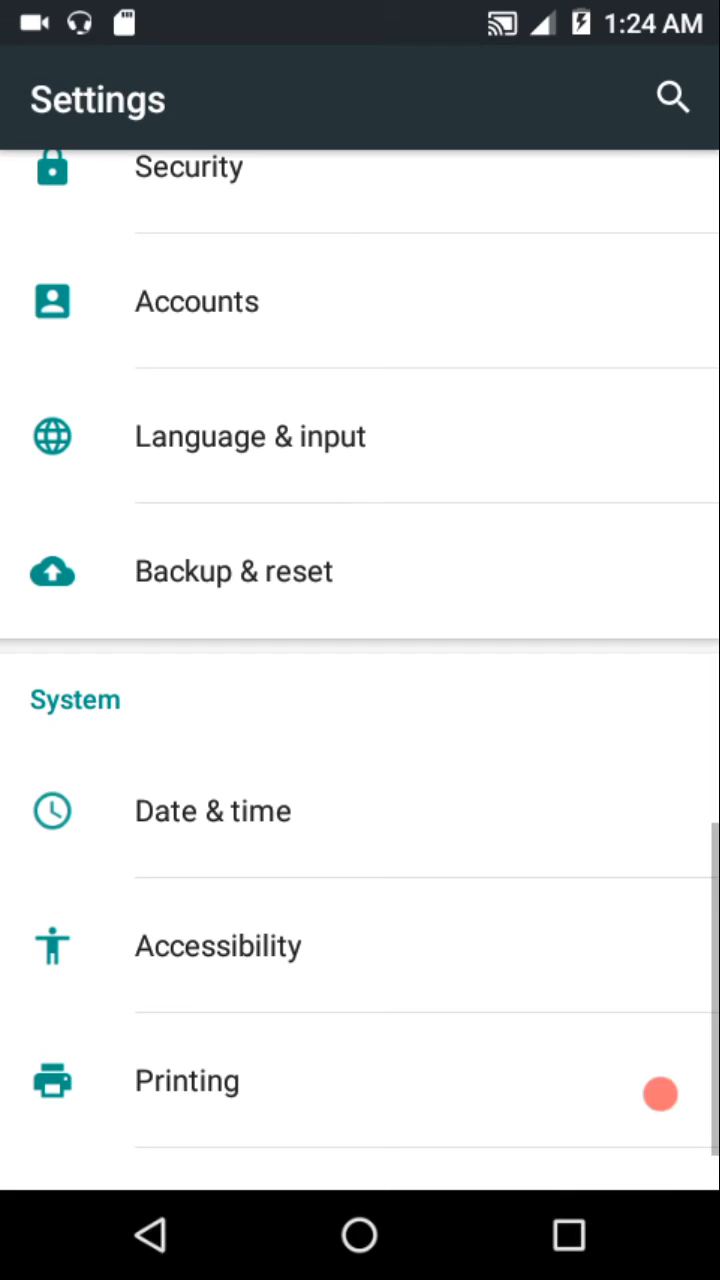 1:24 AM
Settings
Security
Accounts
Language & input
Backup & reset
System
Date & time
Accessibility
Printing